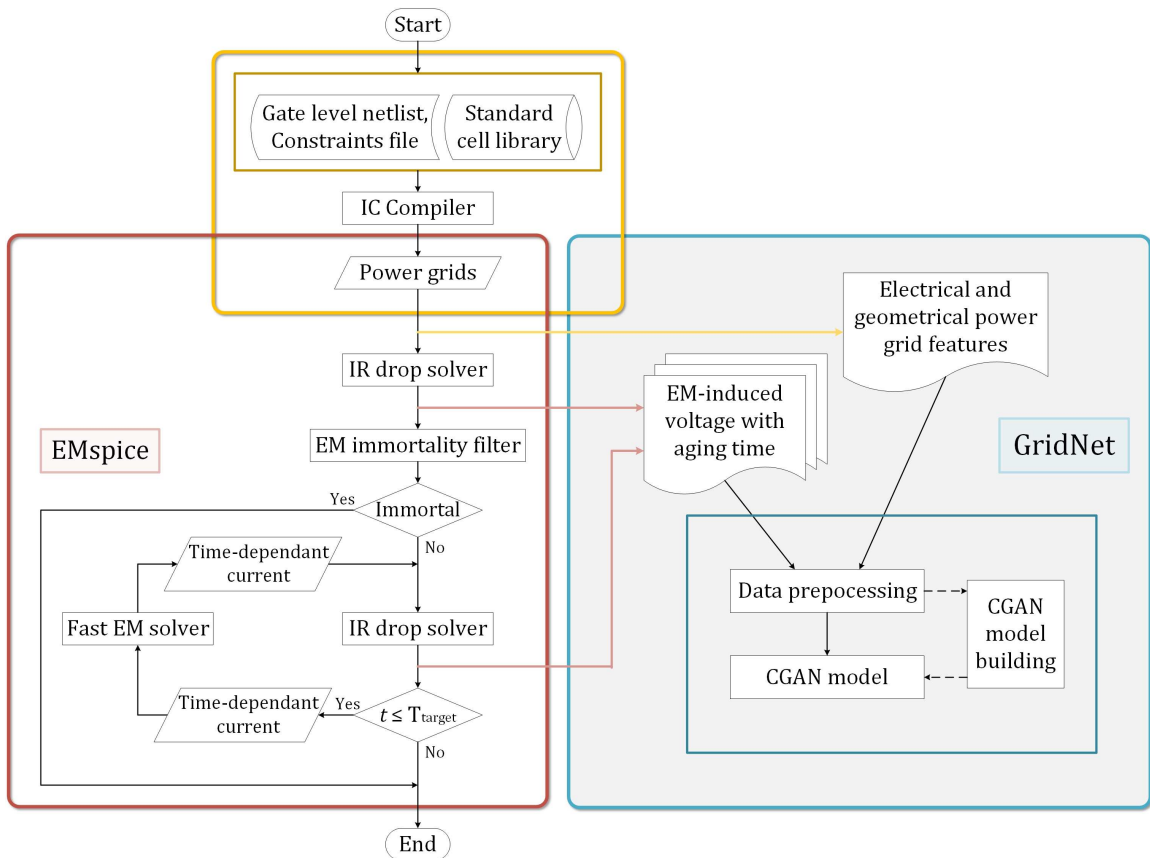 Start
Gate level netlist,
Constraints file
Standard
cell library
IC Compiler
Power grids
IR drop solver
EM immortality filter
EMspice
Yes
Immortal
No
Time-dependant
current
Fast EM solver
IR drop solver
Time-dependant
current
Yes
t ≤ Ttarget
No
End
Electrical and
geometrical power
grid features
EM-induced
voltage with
aging time
GridNet
Data prepocessing
CGAN
model
building
CGAN model